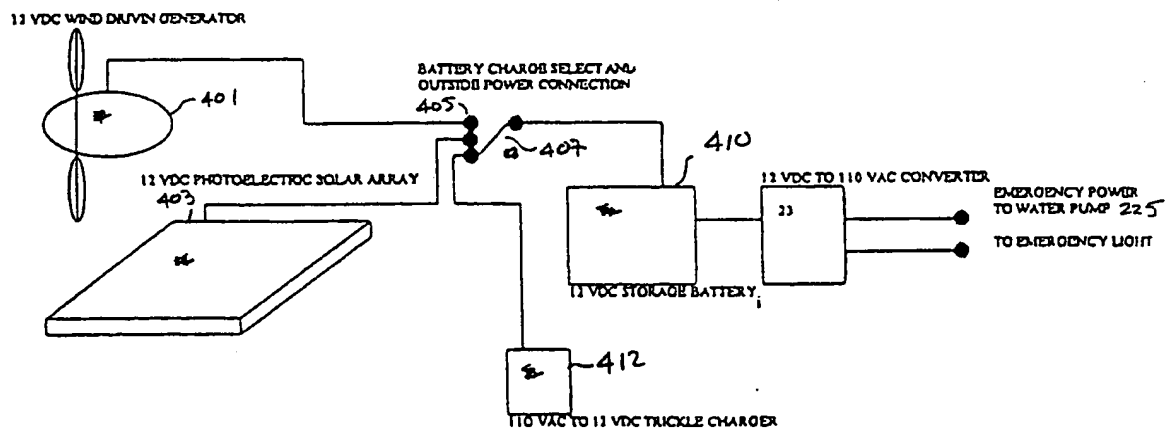 12 VDC WIND DRIVIN GENERATOR
401
BATTERY CHARGE SELECT AND
OUTSIDE POWER CONNECTION
405
407
410
12 VDC PHOTOELECTRIC SOLAR ARRAY
403
12 VDC TO 110 VAC CONVERTER
23
EMERGENCY POWER
TO WATER PUMP 225
TO EMERGENCY LIGHT
12 VDC STORAGE BATTERY
412
110 VAC TO 12 VDC TRICKLE CHARGER